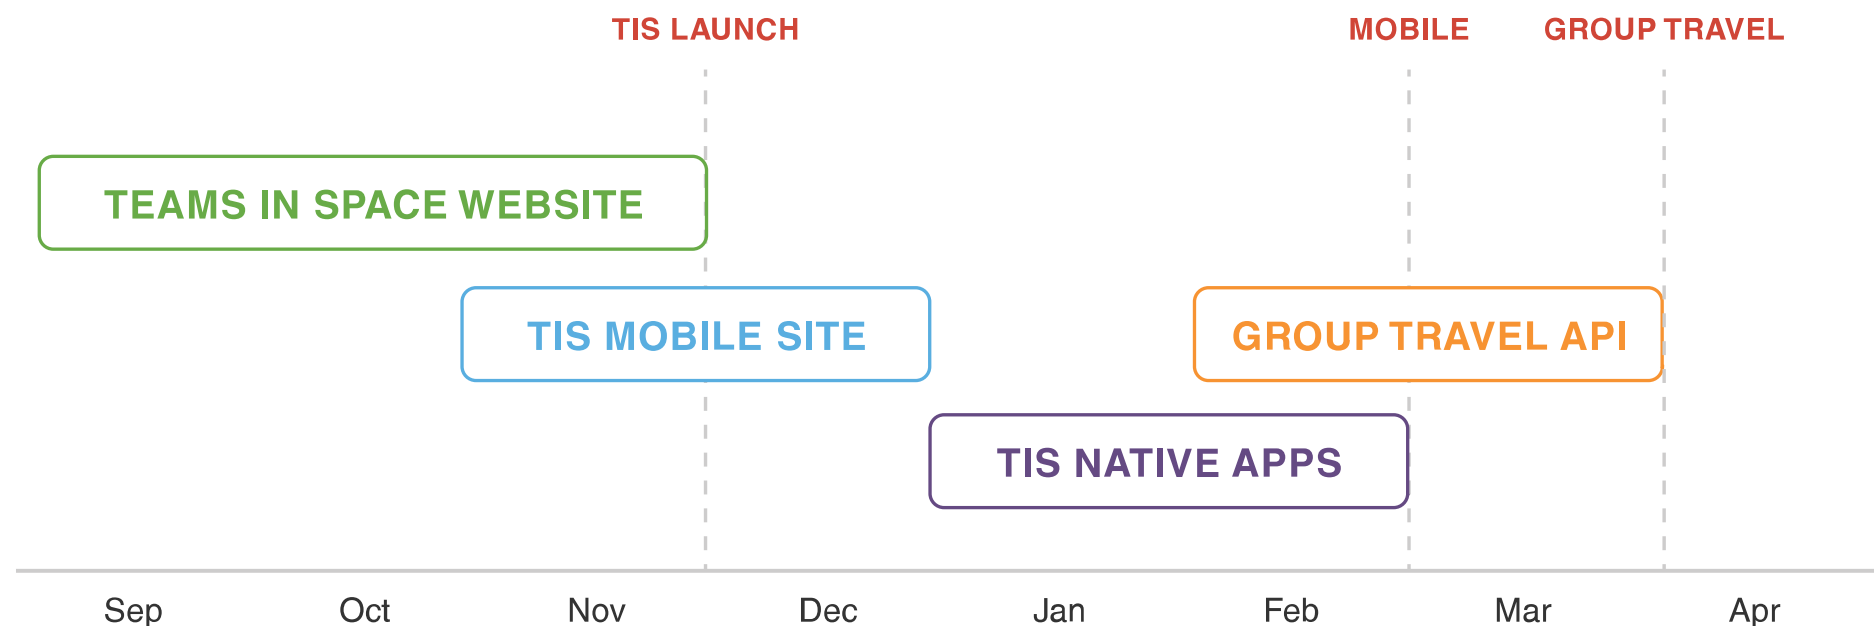 TIS LAUNCH
MOBILE
GROUP TRAVEL
TEAMS IN SPACE WEBSITE
TIS MOBILE SITE
GROUP TRAVEL API
TIS NATIVE APPS
Sep Oct Nov Dec Jan Feb Mar Apr